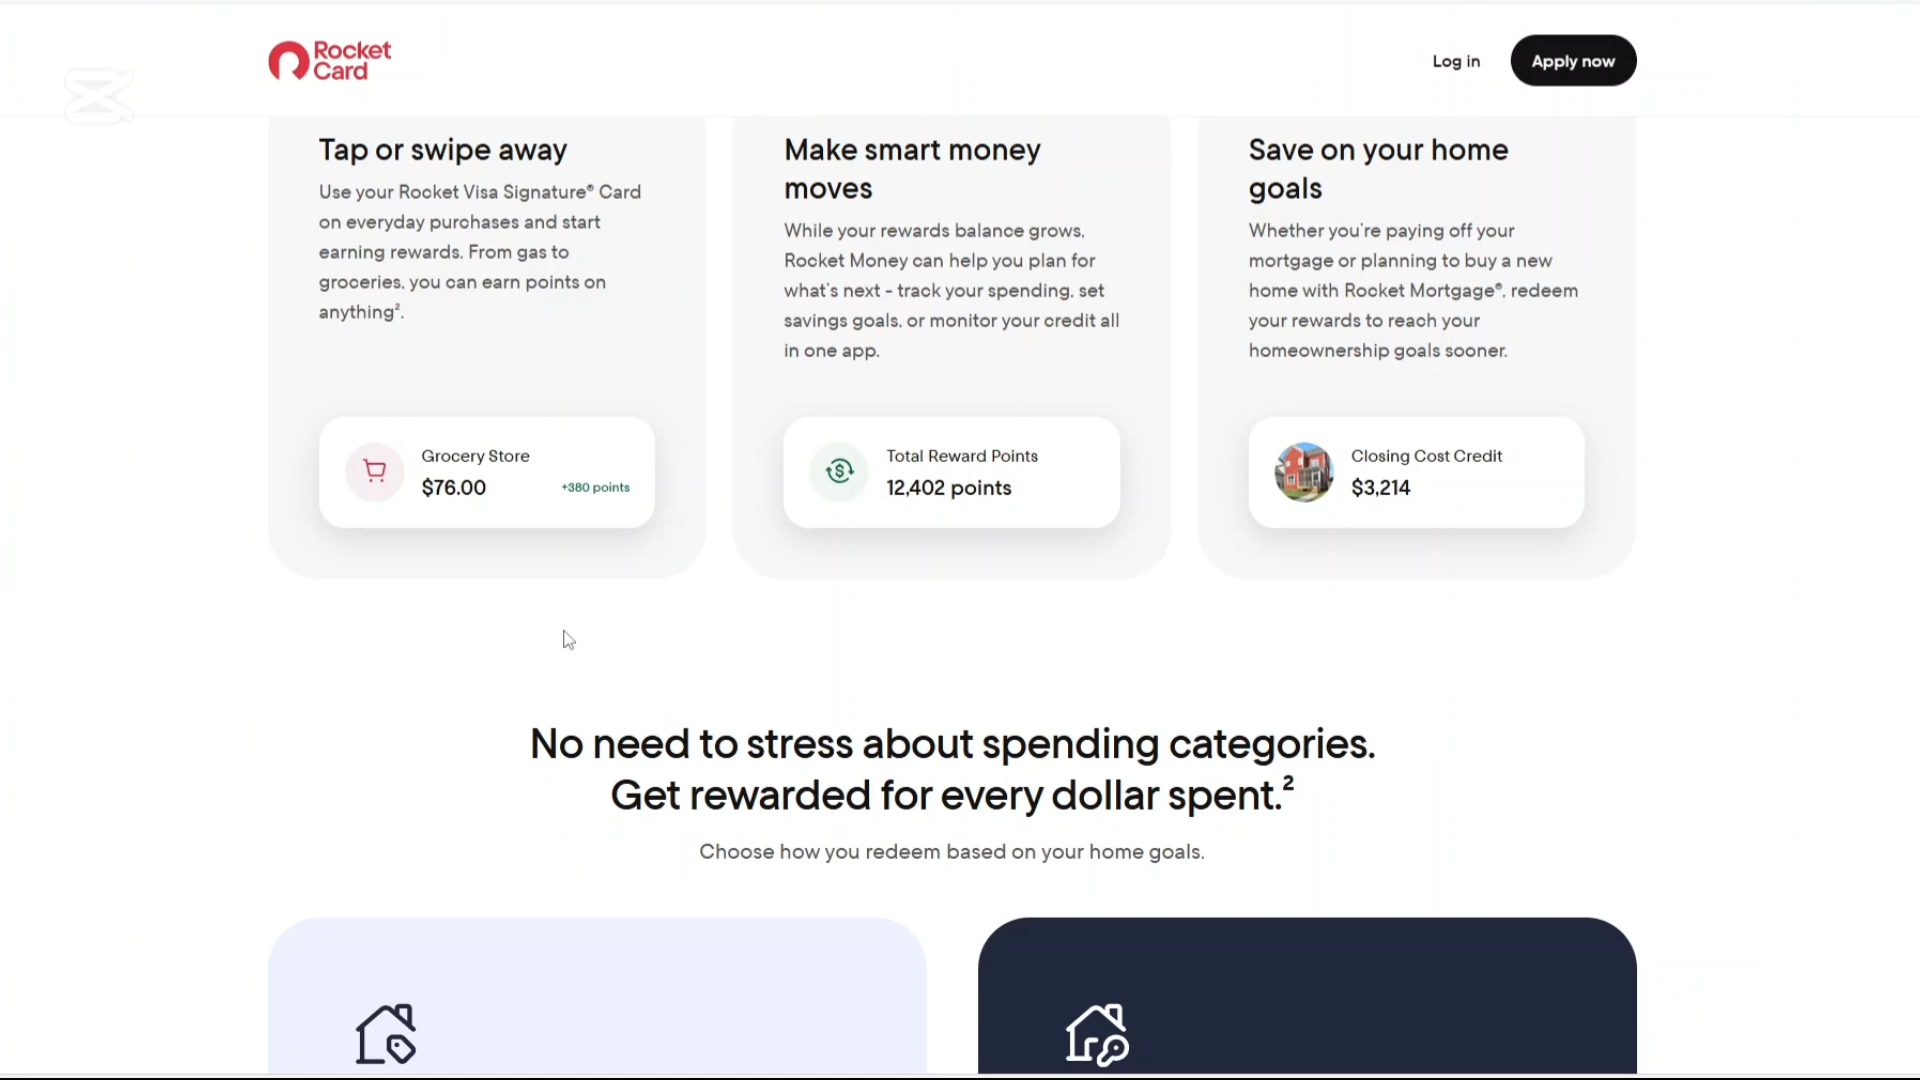 Rocket
Card
Log in
Apply now
Tap or swipe away
Use your Rocket Visa Signature® Card
on everyday purchases and start
earning rewards. From gas to
groceries, you can earn points on
anything².
Grocery Store
$76.00
+380 points
Make smart money
moves
While your rewards balance grows,
Rocket Money can help you plan for
what's next - track your spending, set
savings goals, or monitor your credit all
in one app.
Total Reward Points
12,402 points
Save on your home
goals
Whether you're paying off your
mortgage or planning to buy a new
home with Rocket Mortgage®, redeem
your rewards to reach your
homeownership goals sooner.
Closing Cost Credit
$3,214
No need to stress about spending categories.
Get rewarded for every dollar spent.²
Choose how you redeem based on your home goals.